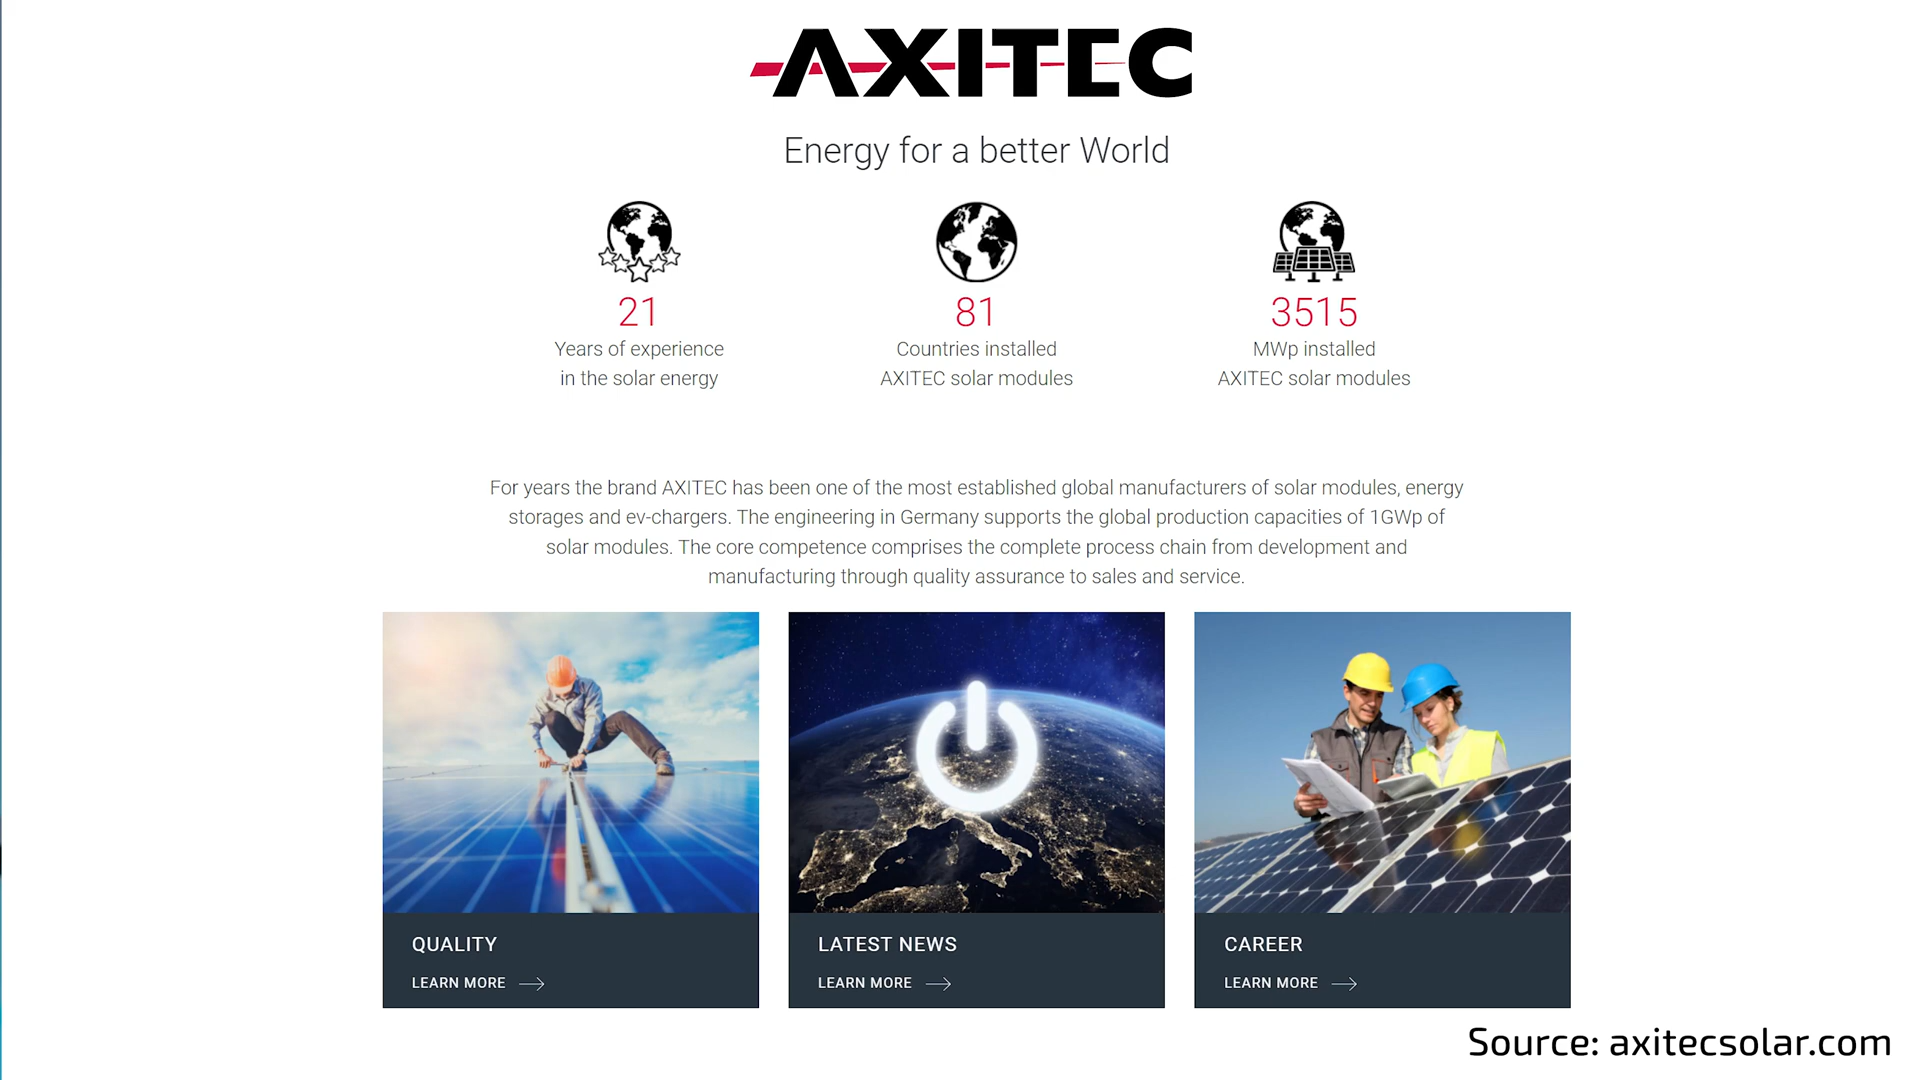 AXITEC
Energy for a better World
21
Years of experience
in the solar energy
81
Countries installed
AXITEC solar modules
3515
MWp installed
AXITEC solar modules
For years the brand AXITEC has been one of the most established global manufacturers of solar modules, energy
storages and ev-chargers. The engineering in Germany supports the global production capacities of 1GWp of
solar modules. The core competence comprises the complete process chain from development and
manufacturing through quality assurance to sales and service.
QUALITY
LEARN MORE
LATEST NEWS
LEARN MORE
CAREER
LEARN MORE
Source: axitecsolar.com